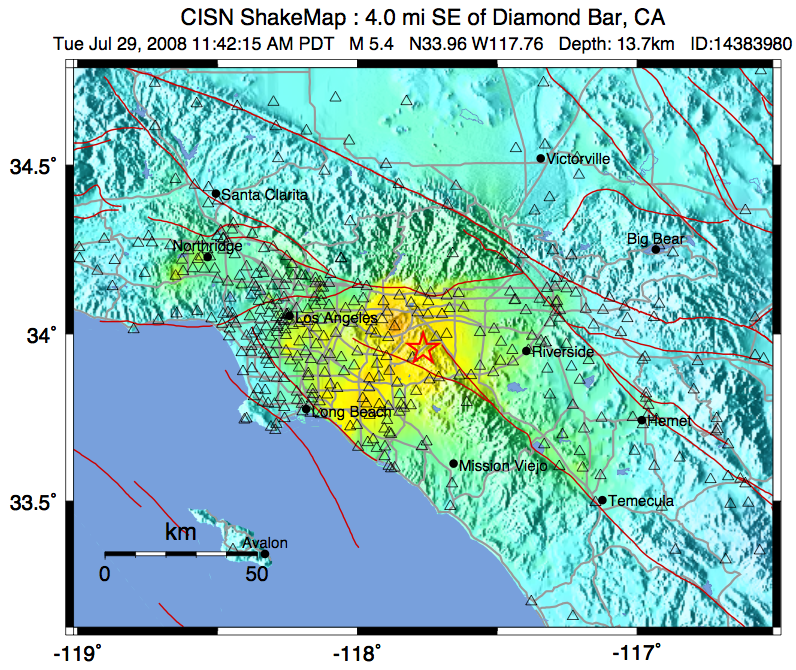 CISN ShakeMap : 4.0 mi SE of Diamond Bar, CA
Tue Jul 29, 2008 11:42:15 AM PDT M 5.4 N33.96 W117.76 Depth: 13.7km ID:14383980
34.5°
Victorville
Santa Clarita
Big Bear
Northridge
34°
Los Angeles
Riverside
Long Beach
Hemet
Mission Viejo
33.5°
Temecula
km
Avalon
0 50
-119° -118° -117°